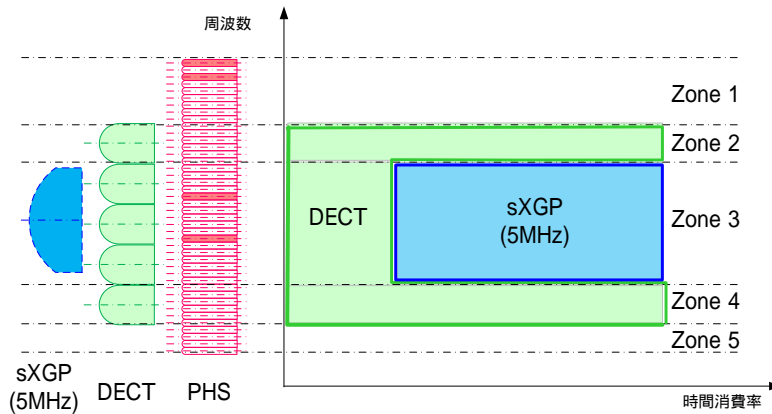 周波数
Zone 1
Zone 2
DECT
sXGP
(5MHz)
Zone 3
Zone 4
Zone 5
sXGP
(5MHz)
DECT
PHS
時間消費率